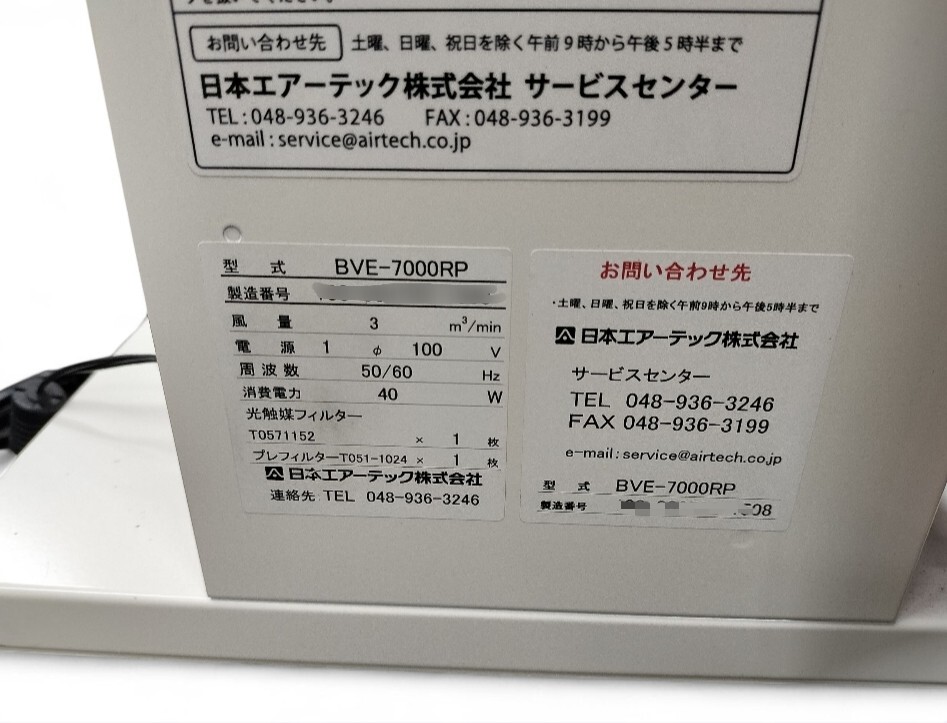 お問い合わせ先 土曜、日曜、祝日を除く午前9時から午後5時半まで
日本エアーテック株式会社 サービスセンター
TEL:048-936-3246 FAX:048-936-3199
e-mail:service@airtech.co.jp
型 式 BVE-7000RP
製造番号
風 量 3 m³/min
電 源 1 φ 100 V
周波数 50/60 Hz
消費電力 40 W
光触媒フィルター
T0571152 × 1 枚
プレフィルターT051-1024 × 1 枚
日本エアーテック株式会社
連絡先 TEL 048-936-3246
お問い合わせ先
・土曜、日曜、祝日を除く午前9時から午後5時半まで
日本エアーテック株式会社
サービスセンター
TEL 048-936-3246
FAX 048-936-3199
e-mail:service@airtech.co.jp
型 式 BVE-7000RP
製造番号